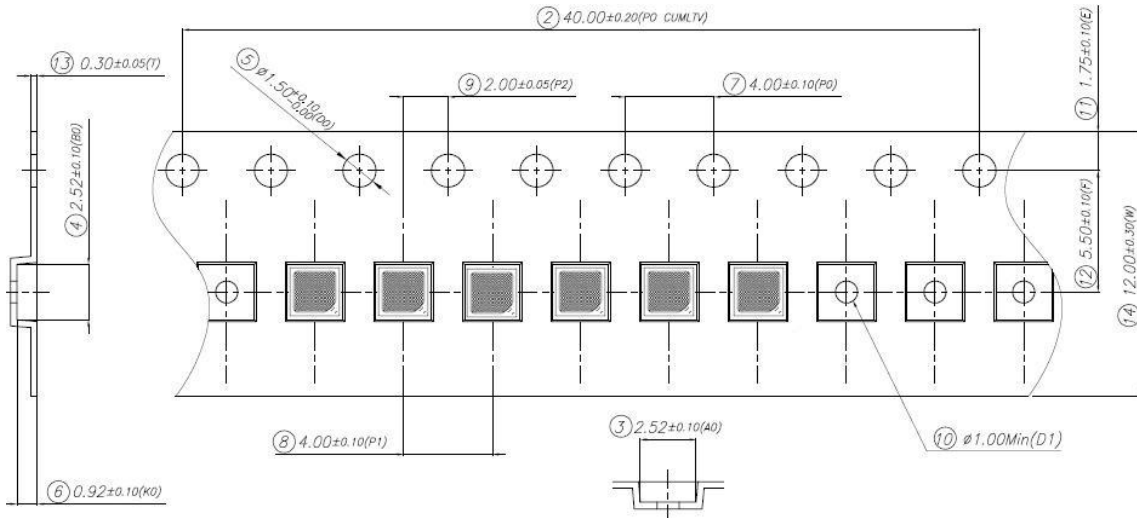 ② 40.00±0.20(P0 CUMLTV)
⑬ 0.30±0.05(T)
⑤ ø1.50+0.10
-0.00(D0)
⑨ 2.00±0.05(P2)
⑦ 4.00±0.10(P0)
⑪ 1.75±0.10(E)
④ 2.52±0.10(B0)
⑫ 5.50±0.10(F)
⑭ 12.00±0.30(W)
③ 2.52±0.10(A0)
⑧ 4.00±0.10(P1)
⑩ ø1.00Min(D1)
⑥ 0.92±0.10(K0)